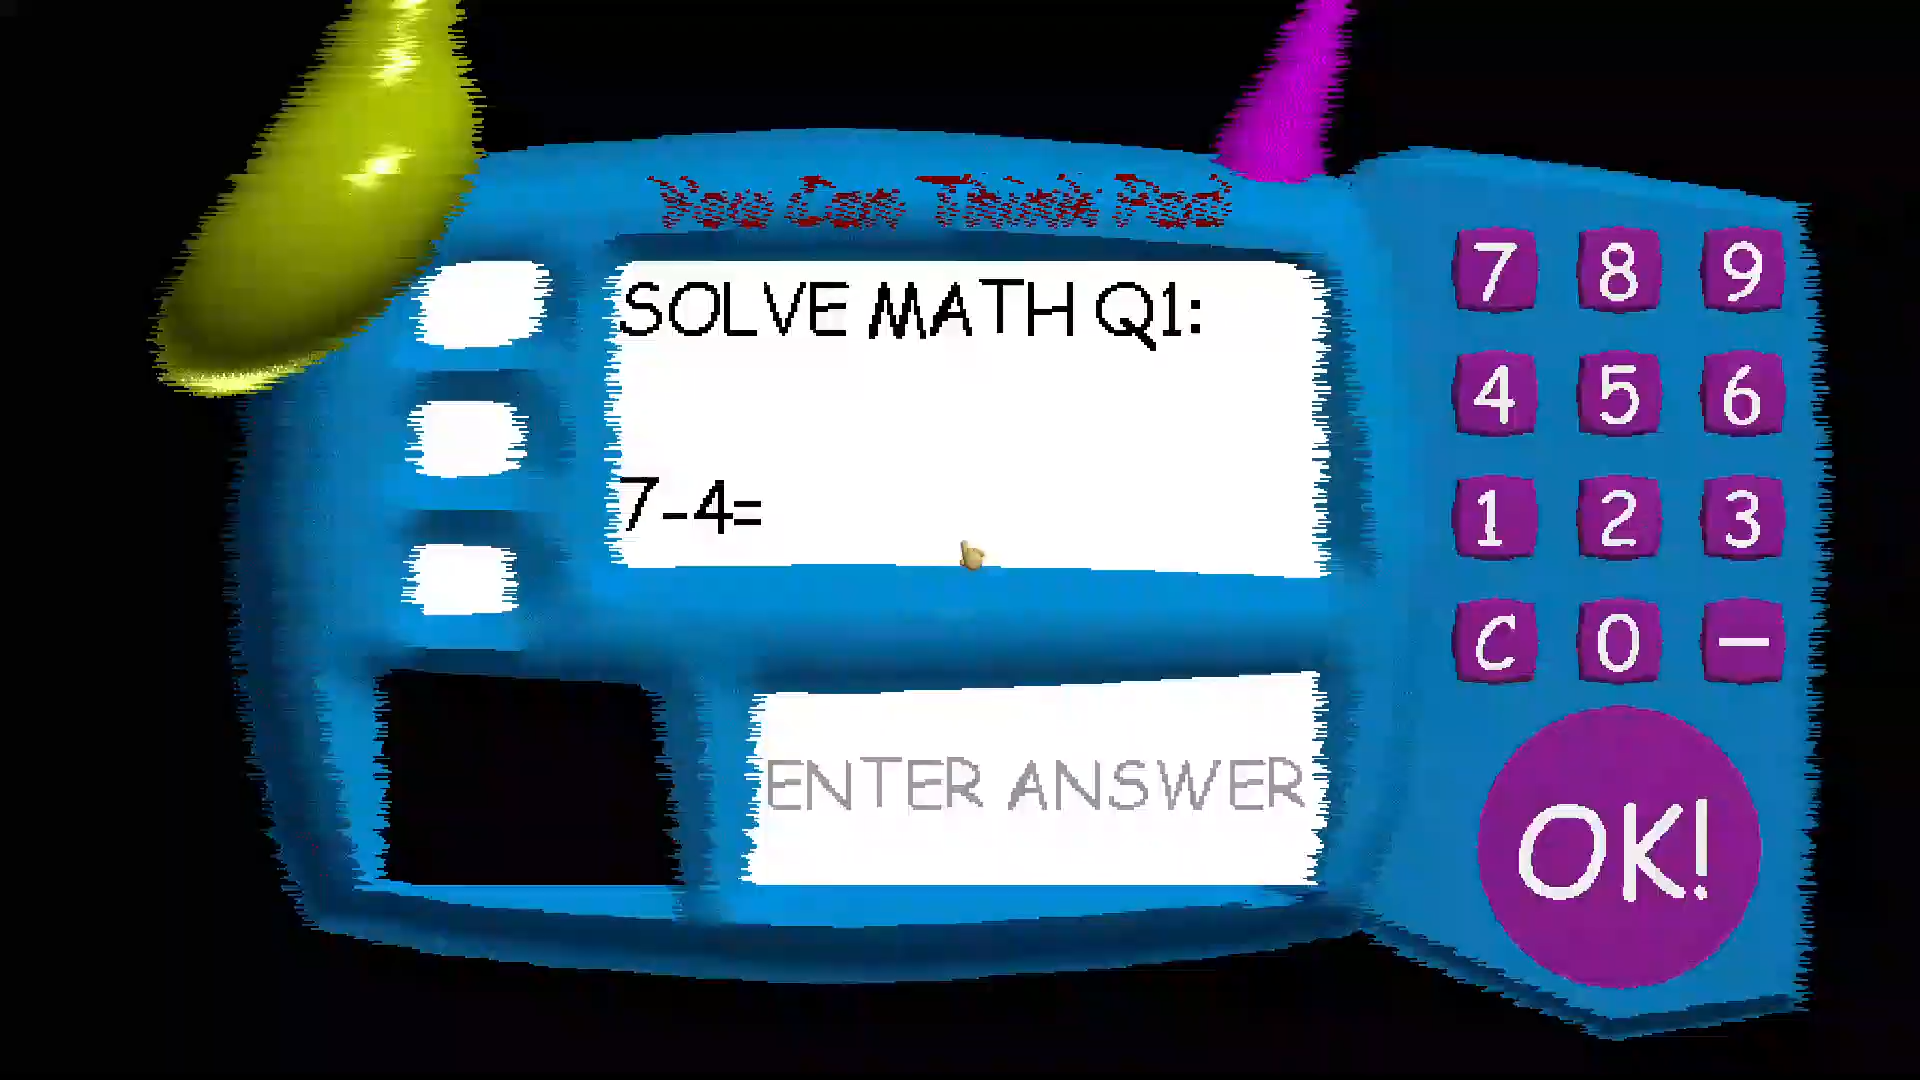 You Can Think Pad
SOLVE MATH Q1:
7-4=
ENTER ANSWER
7 8 9
4 5 6
1 2 3
C 0 −
OK!